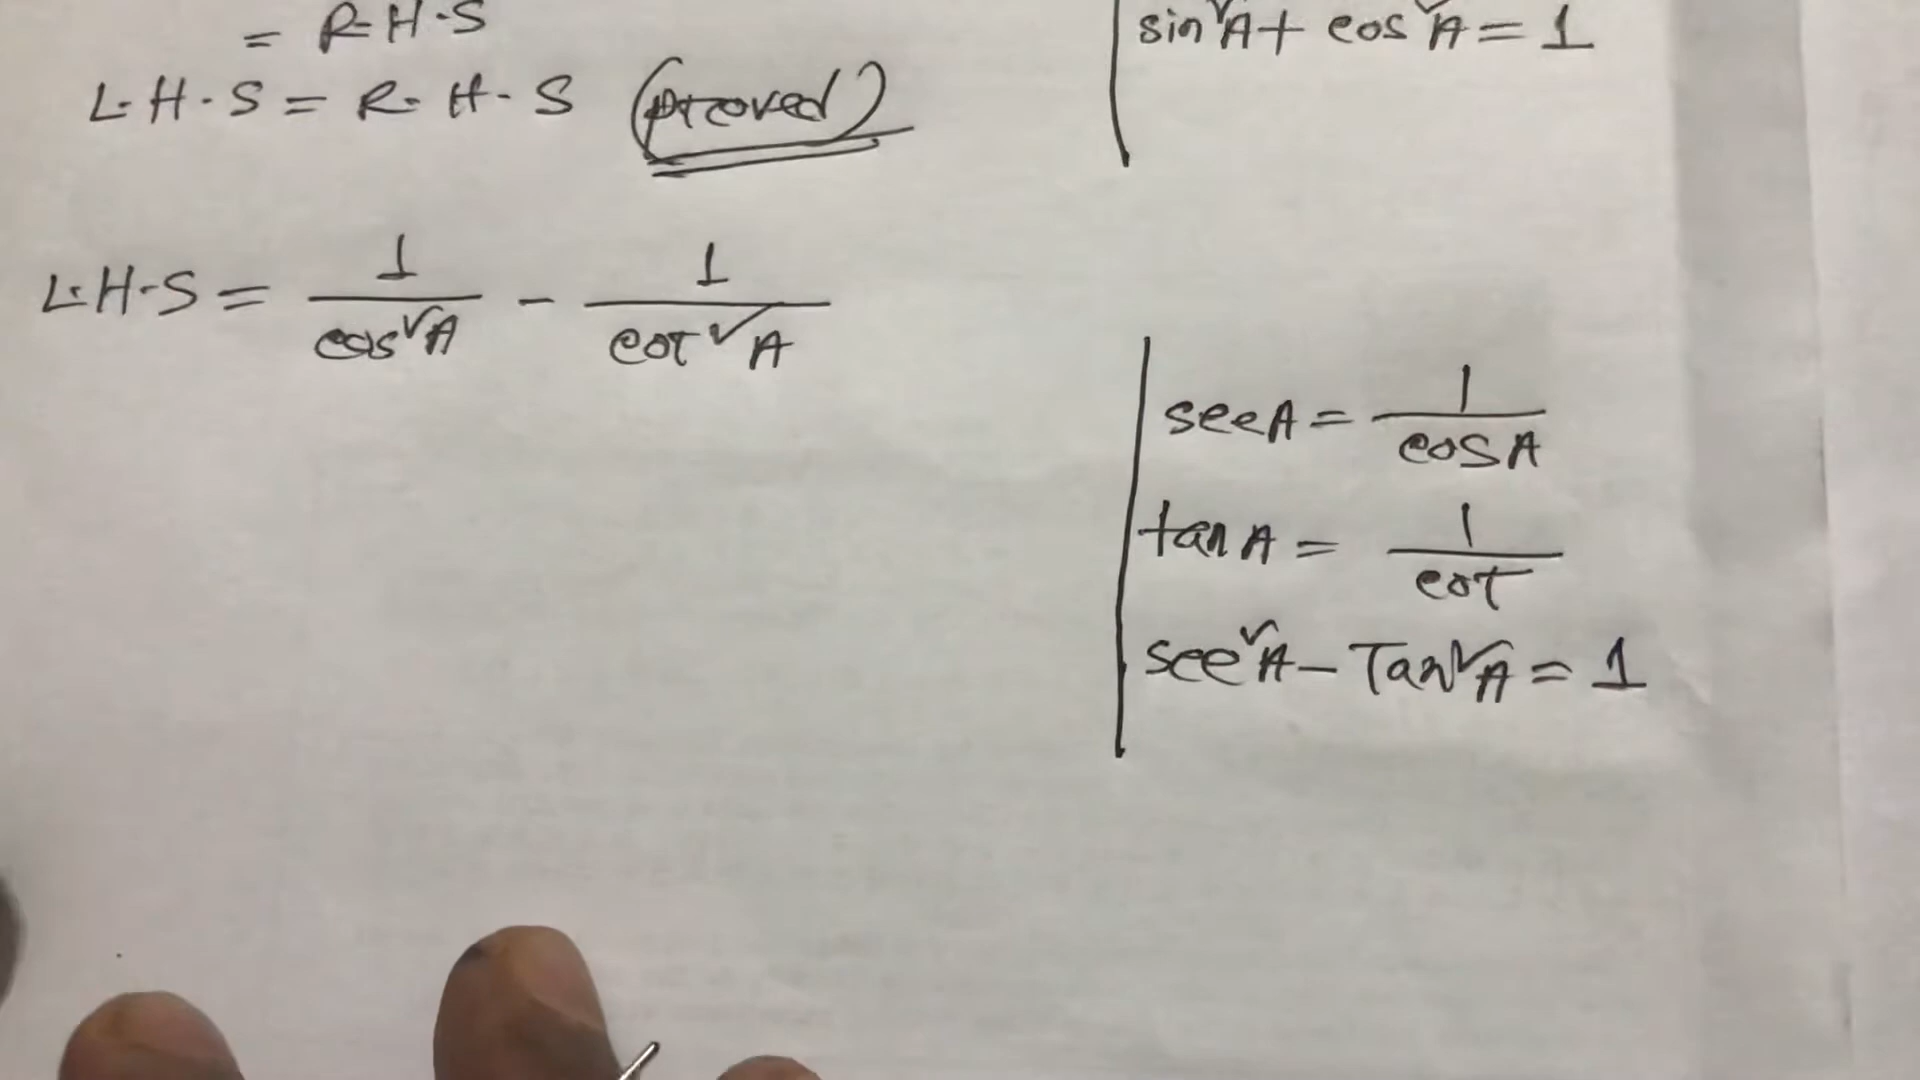 = R.H.S
L.H.S = R.H.S (proved)
sin²A + cos²A = 1
L.H.S = 1/cos²A - 1/cot²A
secA = 1/cosA
tanA = 1/cot
sec²A - Tan²A = 1